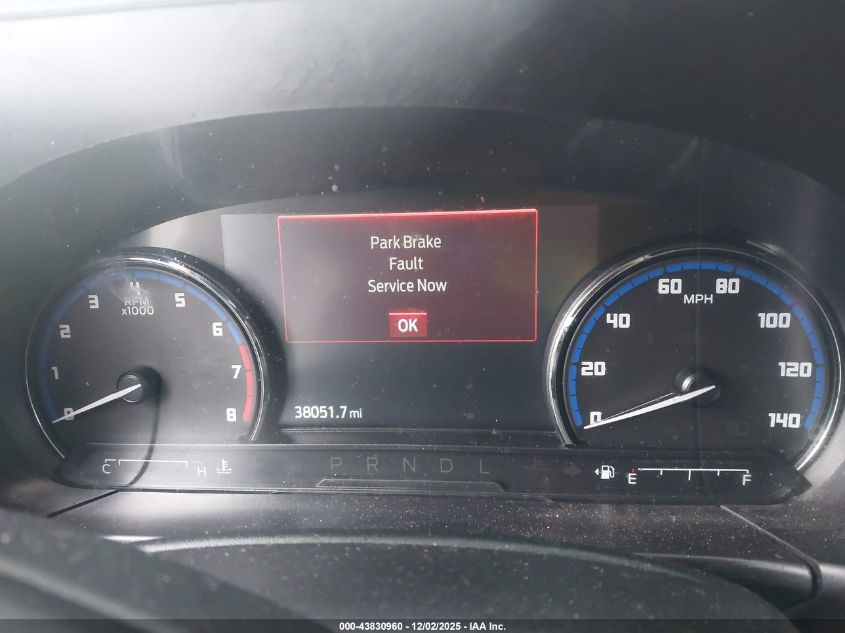 Park Brake
Fault
Service Now
OK
38051.7 mi
0 1 2 3 4 5 6 7 8
RPM
x1000
0 20 40 60 80 100 120 140
MPH
C H
P R N D L
E F
000-43830960 - 12/02/2025 - IAA Inc.